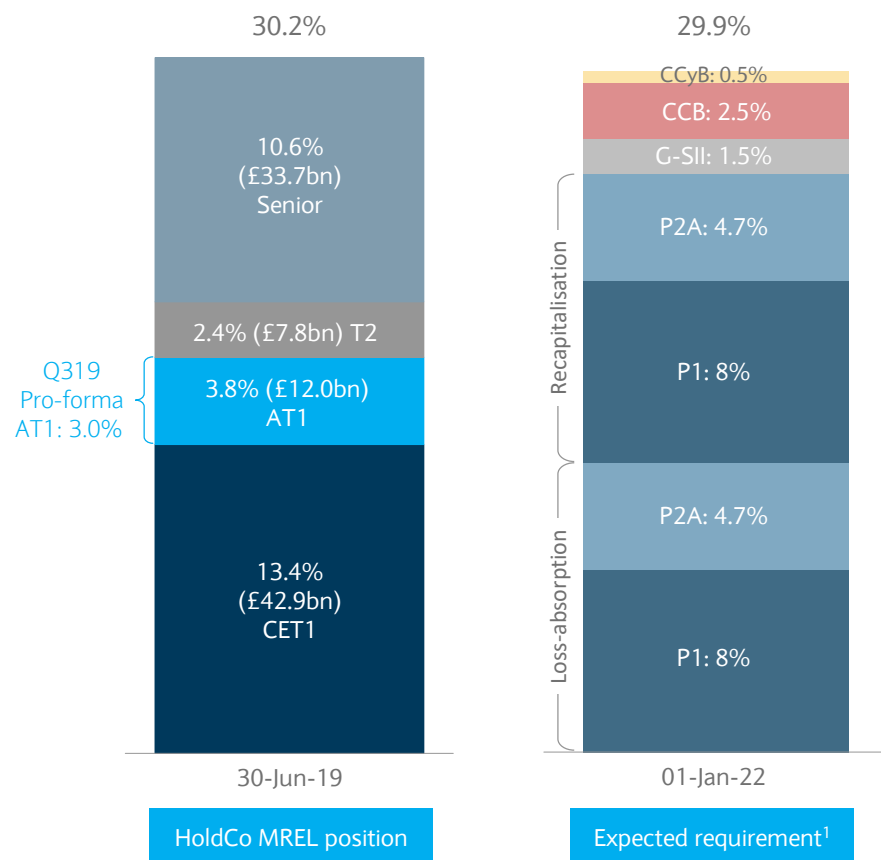 30.2%
10.6%
(£33.7bn)
Senior
2.4% (£7.8bn) T2
Q319
Pro-forma
AT1: 3.0%
3.8% (£12.0bn)
AT1
13.4%
(£42.9bn)
CET1
30-Jun-19
HoldCo MREL position
29.9%
CCyB: 0.5%
CCB: 2.5%
G-SII: 1.5%
Recapitalisation
P2A: 4.7%
P1: 8%
Loss-absorption
P2A: 4.7%
P1: 8%
01-Jan-22
Expected requirement¹